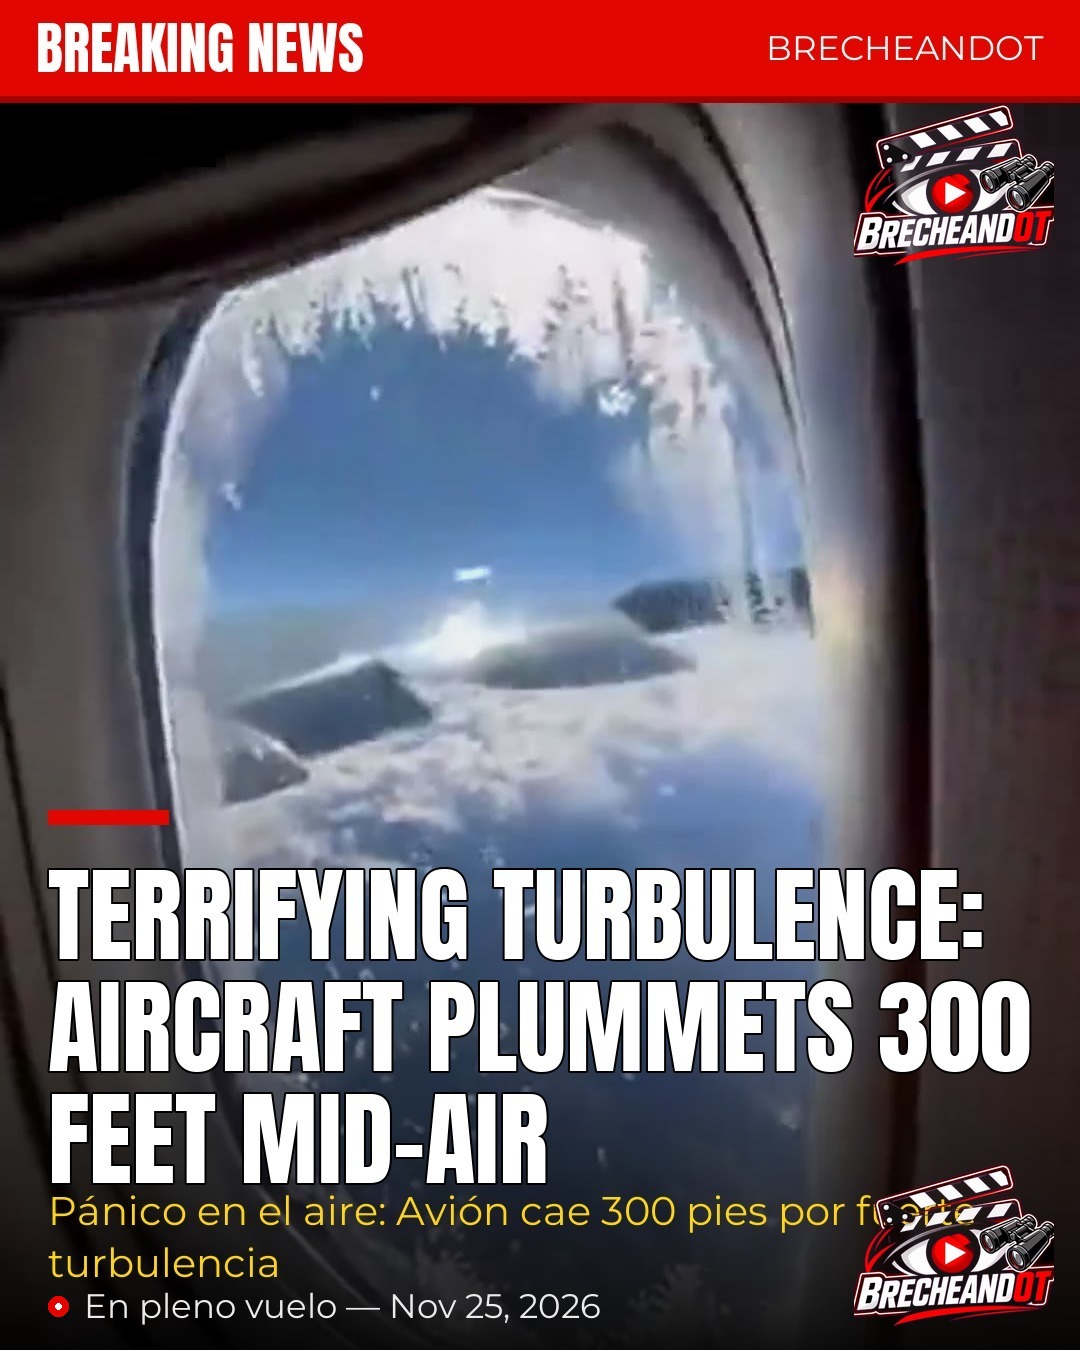 BREAKING NEWS
BRECHEANDOT
BRECHEANDOT
TERRIFYING TURBULENCE:
AIRCRAFT PLUMMETS 300
FEET MID-AIR
Pánico en el aire: Avión cae 300 pies por fuerte
turbulencia
En pleno vuelo — Nov 25, 2026
BRECHEANDOT